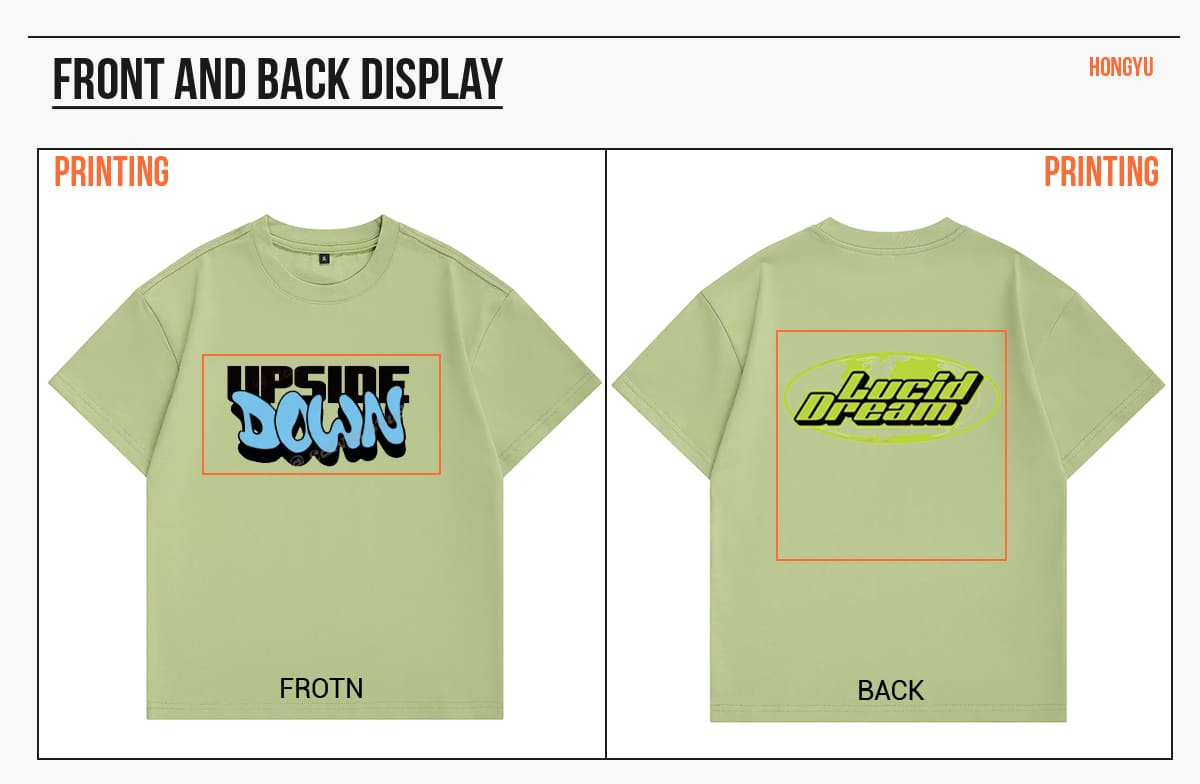 FRONT AND BACK DISPLAY
HONGYU
PRINTING
PRINTING
UPSIDE
DOWN
Lucid
Dream
FROTN
BACK